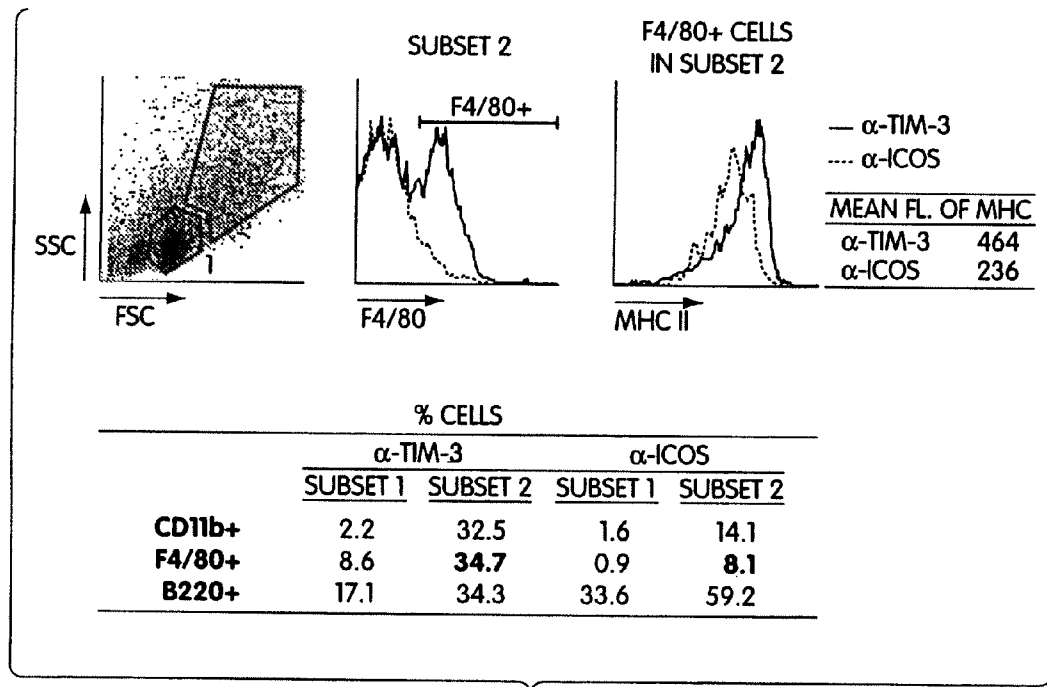 SUBSET 2
F4/80+ CELLS
IN SUBSET 2
F4/80+
— α-TIM-3
---- α-ICOS
MEAN FL. OF MHC
α-TIM-3 464
α-ICOS 236
SSC
FSC
2
1
F4/80
MHC II
% CELLS
α-TIM-3 α-ICOS
SUBSET 1 SUBSET 2 SUBSET 1 SUBSET 2
CD11b+ 2.2 32.5 1.6 14.1
F4/80+ 8.6 34.7 0.9 8.1
B220+ 17.1 34.3 33.6 59.2